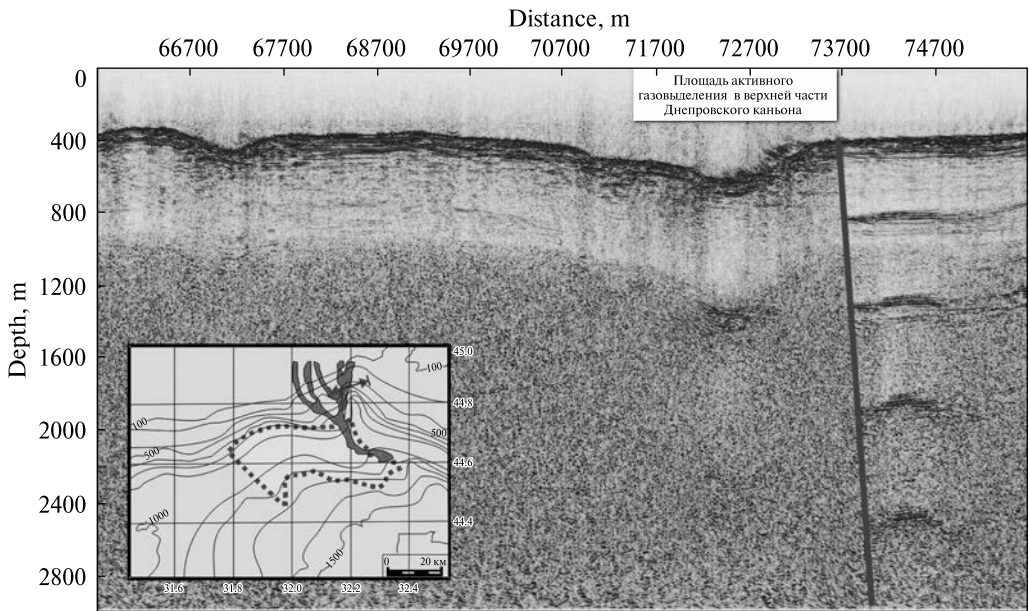 Distance, m
66700 67700 68700 69700 70700 71700 72700 73700 74700
Площадь активного
газовыделения в верхней части
Днепровского каньона
0
400
800
1200
1600
2000
2400
2800
Depth, m
45.0
100
44.8
100
500
500
44.6
1000
44.4
1500
0 20 км
31.6 31.8 32.0 32.2 32.4